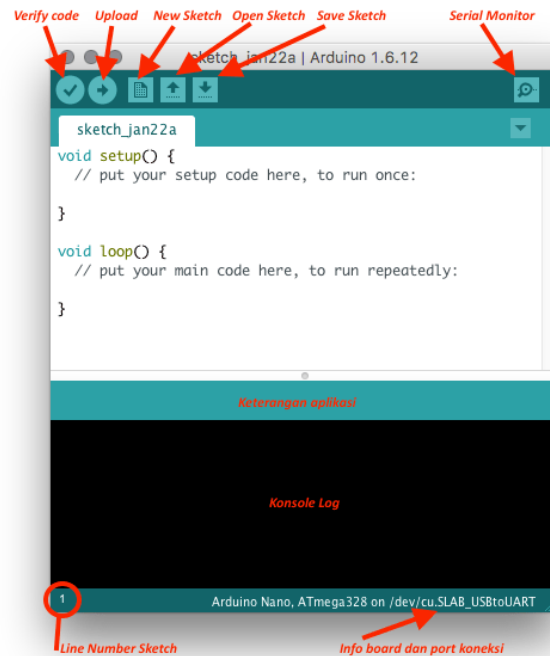 Verify code Upload New Sketch Open Sketch Save Sketch Serial Monitor
sketch_jan22a | Arduino 1.6.12
sketch_jan22a
void setup() {
// put your setup code here, to run once:
}
void loop() {
// put your main code here, to run repeatedly:
}
Keterangan aplikasi
Konsole Log
1 Arduino Nano, ATmega328 on /dev/cu.SLAB_USBtoUART
Line Number Sketch Info board dan port koneksi